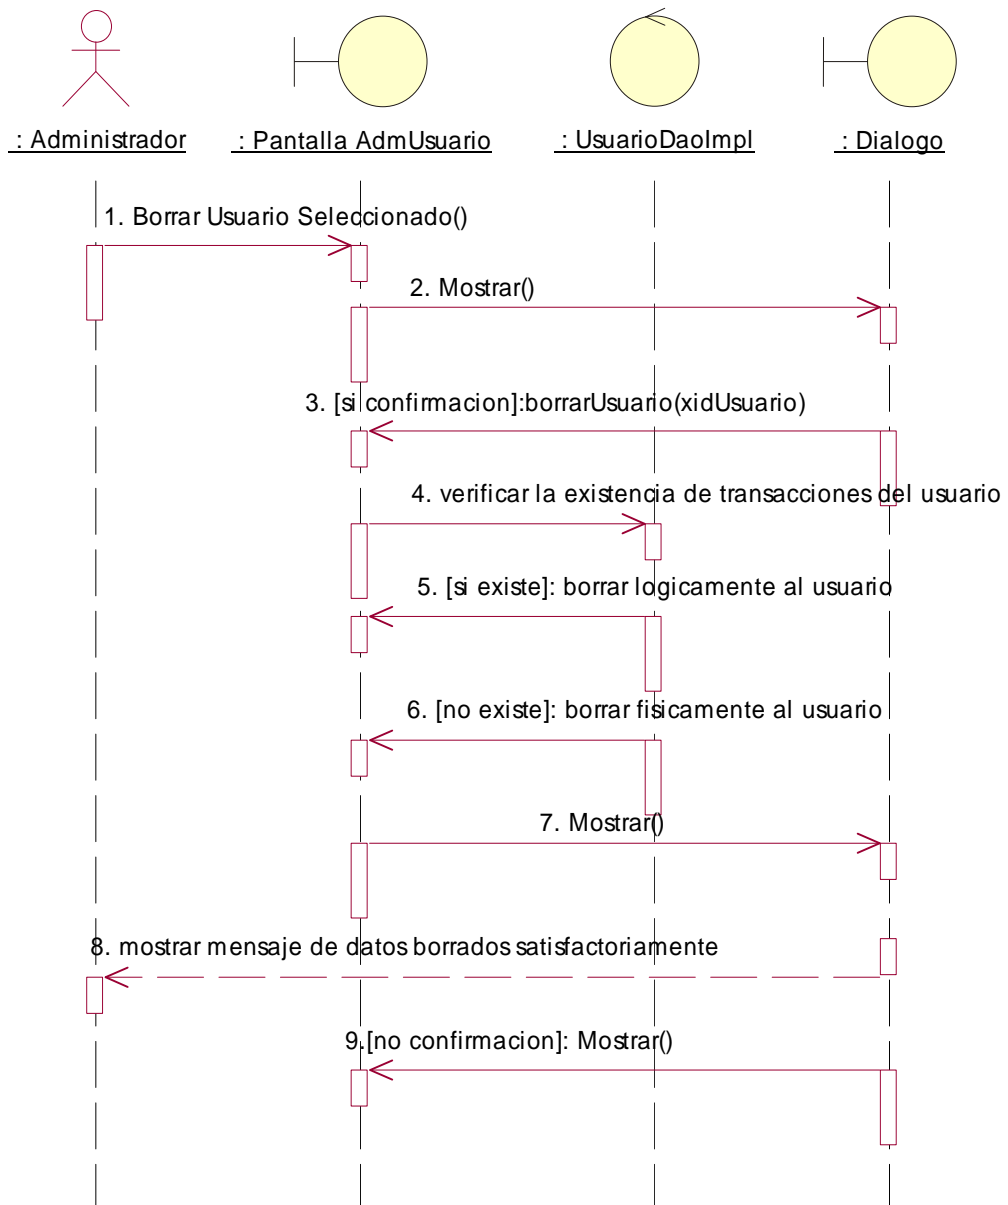 : Administrador
: Pantalla AdmUsuario
: UsuarioDaoImpl
: Dialogo
1. Borrar Usuario Seleccionado()
2. Mostrar()
3. [si confirmacion]:borrarUsuario(xidUsuario)
4. verificar la existencia de transacciones del usuario
5. [si existe]: borrar logicamente al usuario
6. [no existe]: borrar fisicamente al usuario
7. Mostrar()
8. mostrar mensaje de datos borrados satisfactoriamente
9.[no confirmacion]: Mostrar()